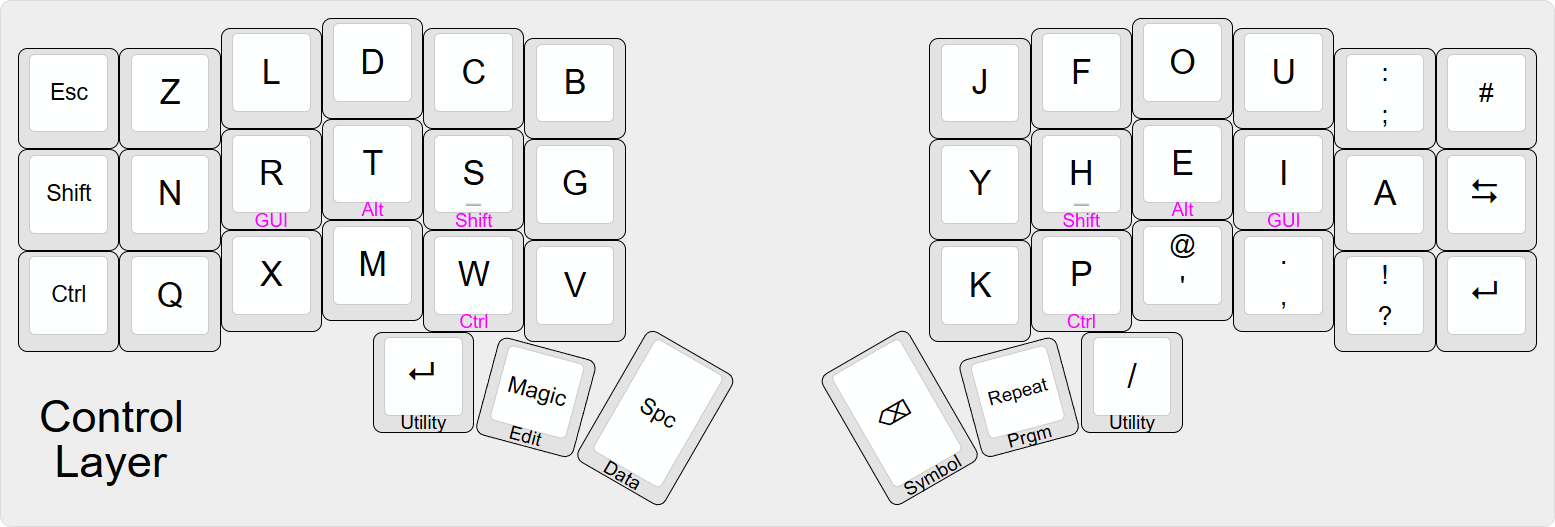 Esc Z L D C B J F O U : ; #
Shift N R T S G Y H E I A ⇆
GUI Alt Shift Shift Alt GUI
Ctrl Q X M W V K P @ ' . , ! ? ↵
Ctrl Ctrl
↵ Magic Spc ⌫ Repeat /
Utility Edit Data Symbol Prgm Utility
Control
Layer